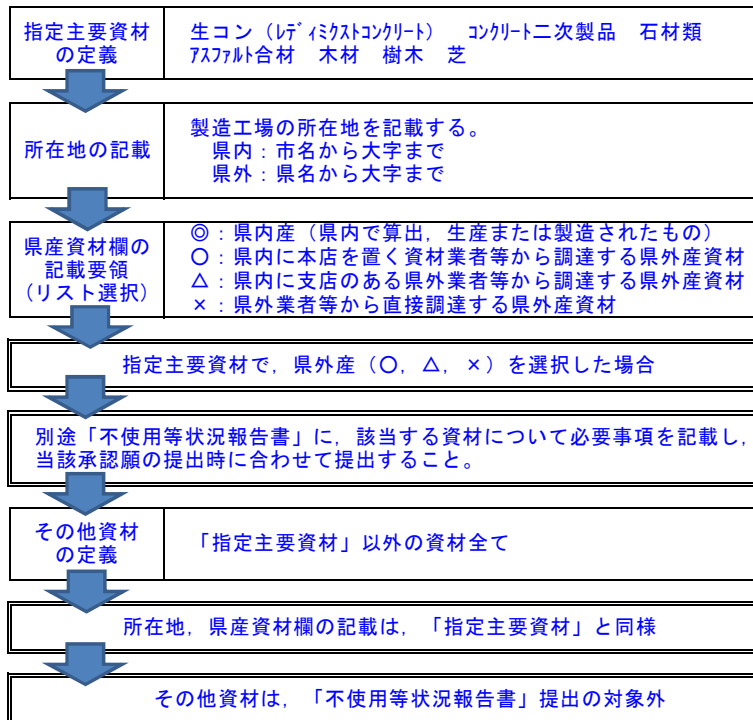 指定主要資材
の定義
生コン（ﾚﾃﾞｨﾐｸｽﾄｺﾝｸﾘｰﾄ）　ｺﾝｸﾘｰﾄ二次製品　石材類
ｱｽﾌｧﾙﾄ合材　木材　樹木　芝
所在地の記載
製造工場の所在地を記載する。
県内：市名から大字まで
県外：県名から大字まで
県産資材欄の
記載要領
（リスト選択）
◎：県内産（県内で算出，生産または製造されたもの）
〇：県内に本店を置く資材業者等から調達する県外産資材
△：県内に支店のある県外業者等から調達する県外産資材
×：県外業者等から直接調達する県外産資材
指定主要資材で，県外産（〇，△，×）を選択した場合
別途「不使用等状況報告書」に，該当する資材について必要事項を記載し，
当該承認願の提出時に合わせて提出すること。
その他資材
の定義
「指定主要資材」以外の資材全て
所在地，県産資材欄の記載は，「指定主要資材」と同様
その他資材は，「不使用等状況報告書」提出の対象外